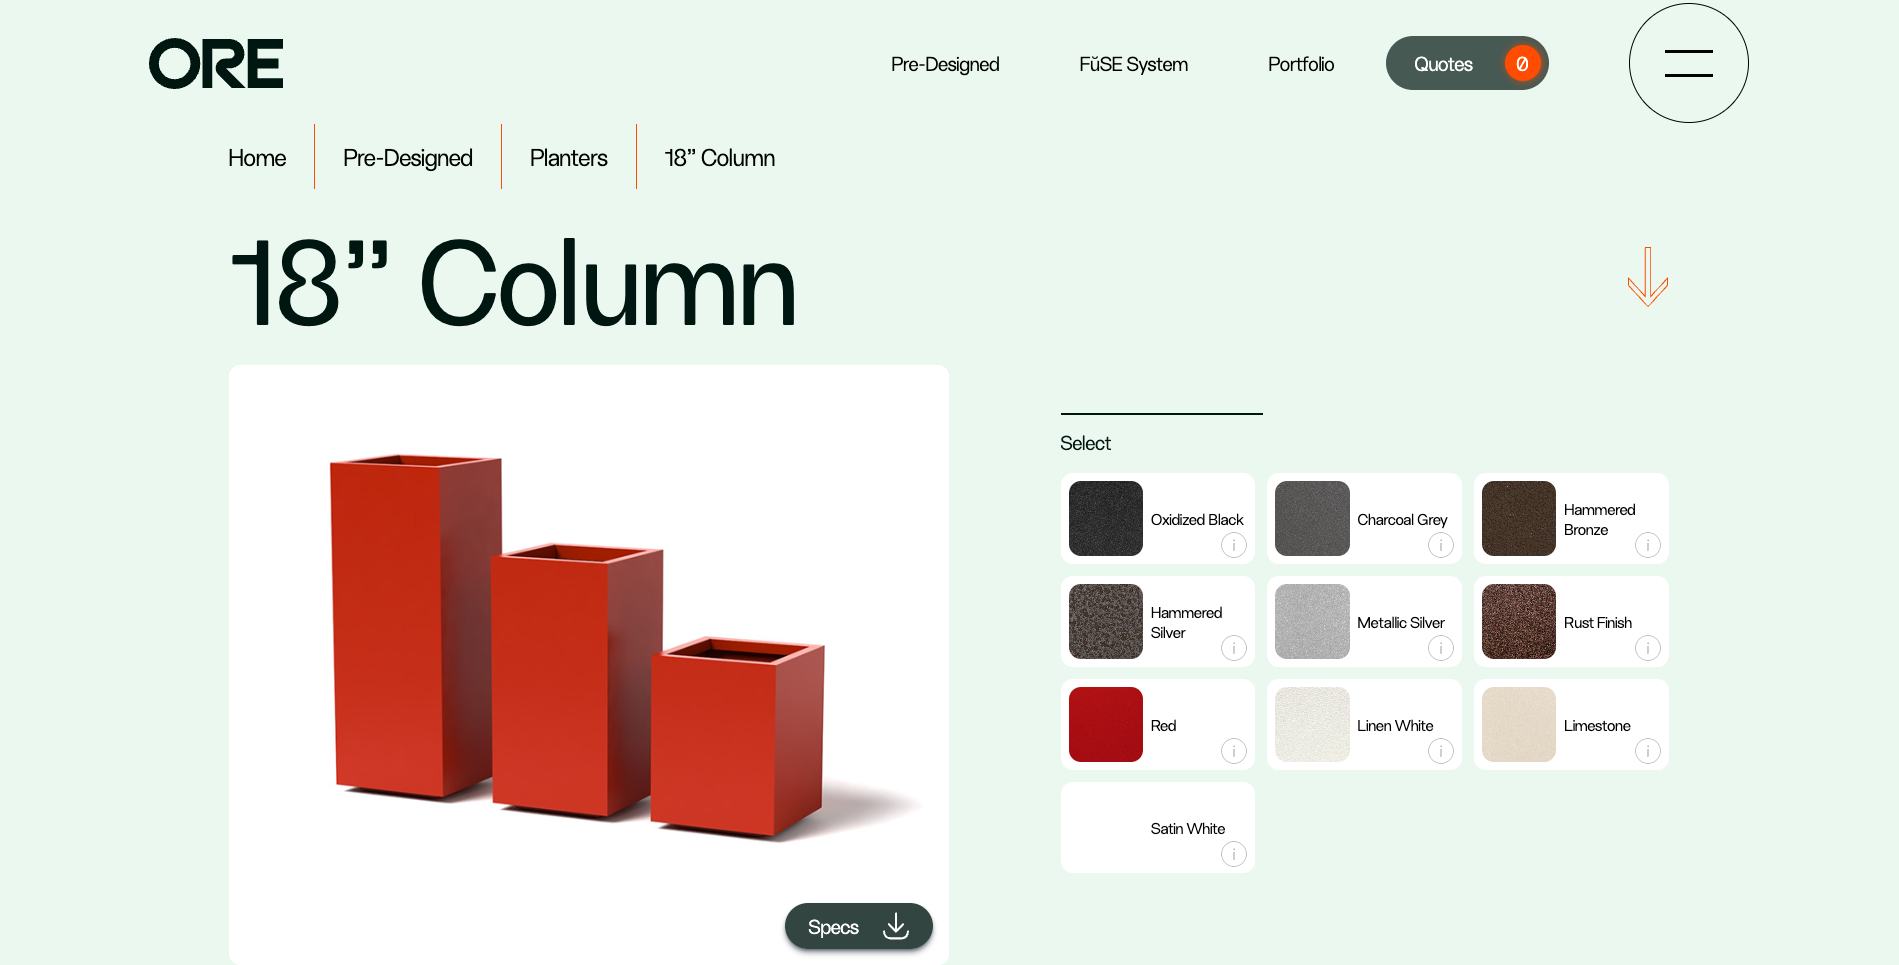 ORE
Pre-Designed
FŭSE System
Portfolio
Quotes
0
Home
Pre-Designed
Planters
18” Column
18” Column
Select
Oxidized Black
i
Charcoal Grey
i
Hammered
Bronze
i
Hammered
Silver
i
Metallic Silver
i
Rust Finish
i
Red
i
Linen White
i
Limestone
i
Satin White
i
Specs